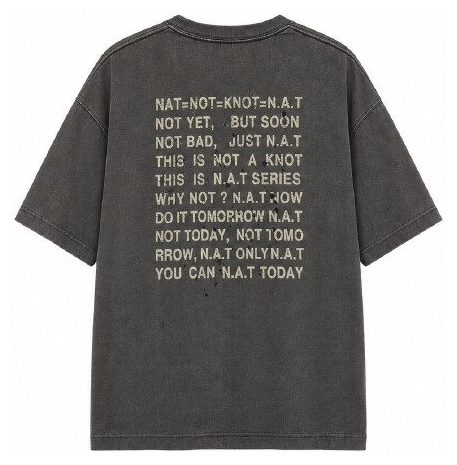 NAT=NOT=KNOT=N.A.T
NOT YET, BUT SOON
NOT BAD, JUST N.A.T
THIS IS NOT A KNOT
THIS IS N.A.T SERIES
WHY NOT ? N.A.T NOW
DO IT TOMORHOW N.A.T
NOT TODAY, NOT TOMO
RROW, N.A.T ONLY N.A.T
YOU CAN N.A.T TODAY